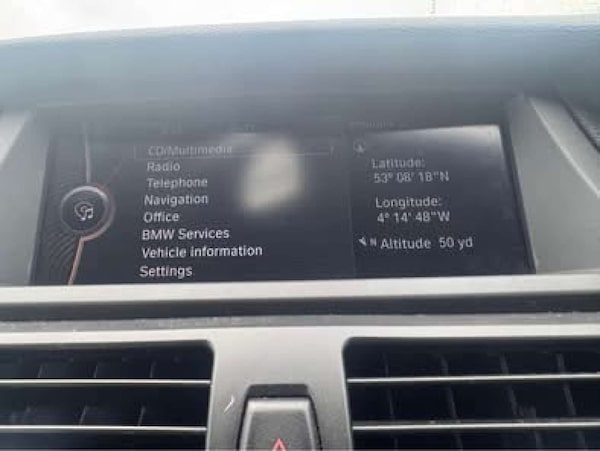 CD/Multimedia
Radio
Telephone
Navigation
Office
BMW Services
Vehicle information
Settings
Latitude:
53° 08' 18"N
Longitude:
4° 14' 48"W
N Altitude 50 yd